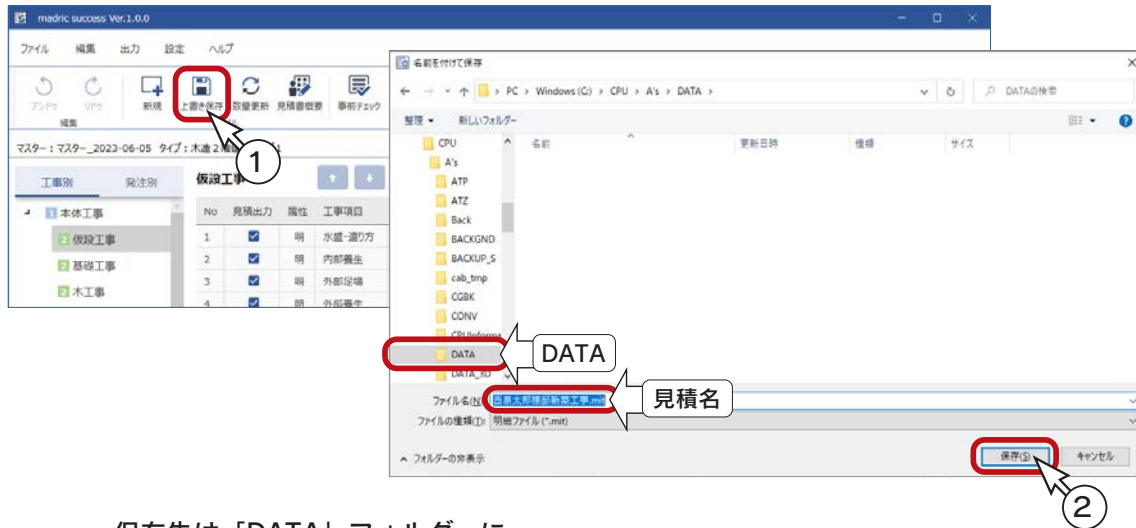 madric success Ver.1.0.0
ファイル 編集 出力 設定 ヘルプ
アンドゥ リドゥ 新規 上書き保存 数量更新 見積書概要 事前チェック
編集
マスター：マスター_2023-06-05 タイプ：木造2
工事別 発注別 仮設工事
1 本体工事
2 仮設工事
2 基礎工事
2 木工事
No 見積出力 属性 工事項目
1 明 水盛・遣り方
2 明 内部養生
3 明 外部足場
4 明 外部養生
1
名前を付けて保存
PC > Windows (C:) > CPU > A's > DATA > DATAの検索
整理 新しいフォルダー
CPU
A's
ATP
ATZ
Back
BACKGND
BACKUP_S
cab_tmp
CGBK
CONV
DATA
名前 更新日時 種類 サイズ
DATA
見積名
ファイル名(N):
ファイルの種類(T): 明細ファイル (*.mit)
フォルダーの非表示 保存(S) キャンセル
2
保存先は「DATA」フォルダーに